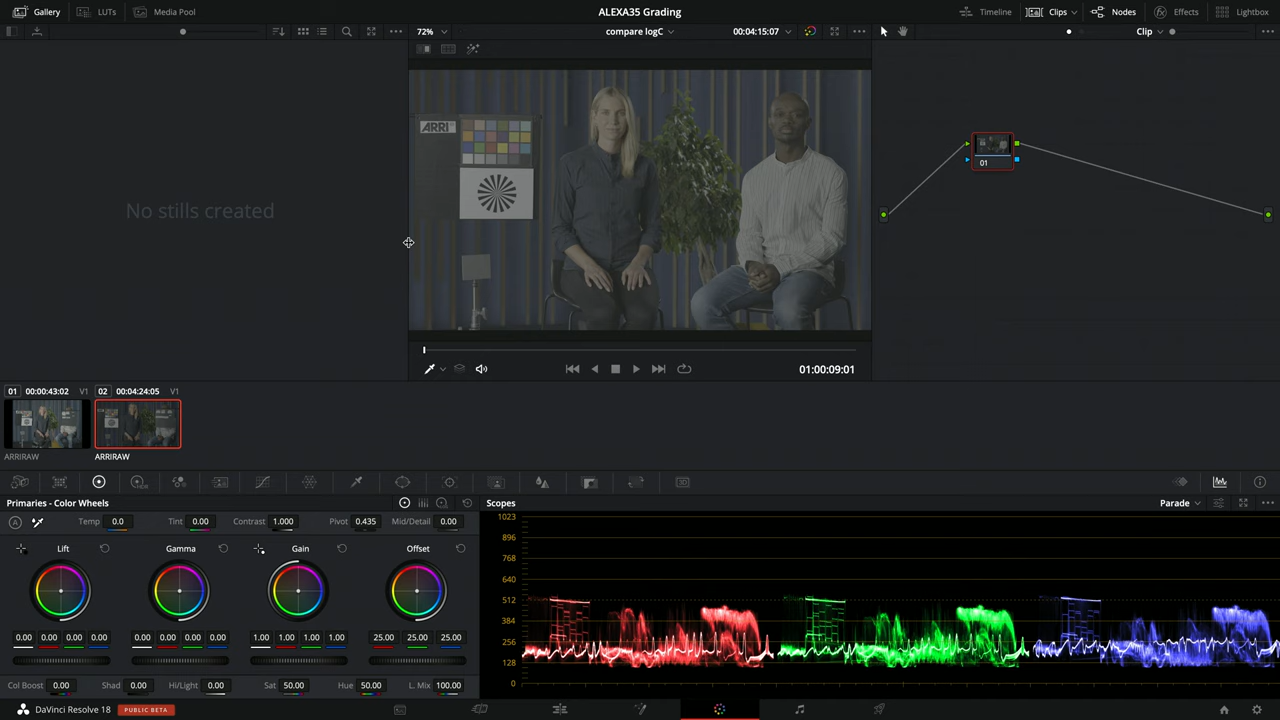 Gallery LUTs Media Pool ALEXA35 Grading Timeline Clips Nodes Effects Lightbox
72% compare logC 00:04:15:07 Clip
ARRI
01
No stills created
01:00:09:01
01 00:00:43:02 V1 02 00:04:24:05 V1
ARRIRAW ARRIRAW
Primaries - Color Wheels Scopes Parade
A Temp 0.0 Tint 0.00 Contrast 1.000 Pivot 0.435 Mid/Detail 0.00
Lift Gamma Gain Offset
0.00 0.00 0.00 0.00 0.00 0.00 0.00 0.00 1.00 1.00 1.00 1.00 25.00 25.00 25.00
Col Boost 0.00 Shad 0.00 Hi/Light 0.00 Sat 50.00 Hue 50.00 L. Mix 100.00
1023
896
768
640
512
384
256
128
0
DaVinci Resolve 18 PUBLIC BETA